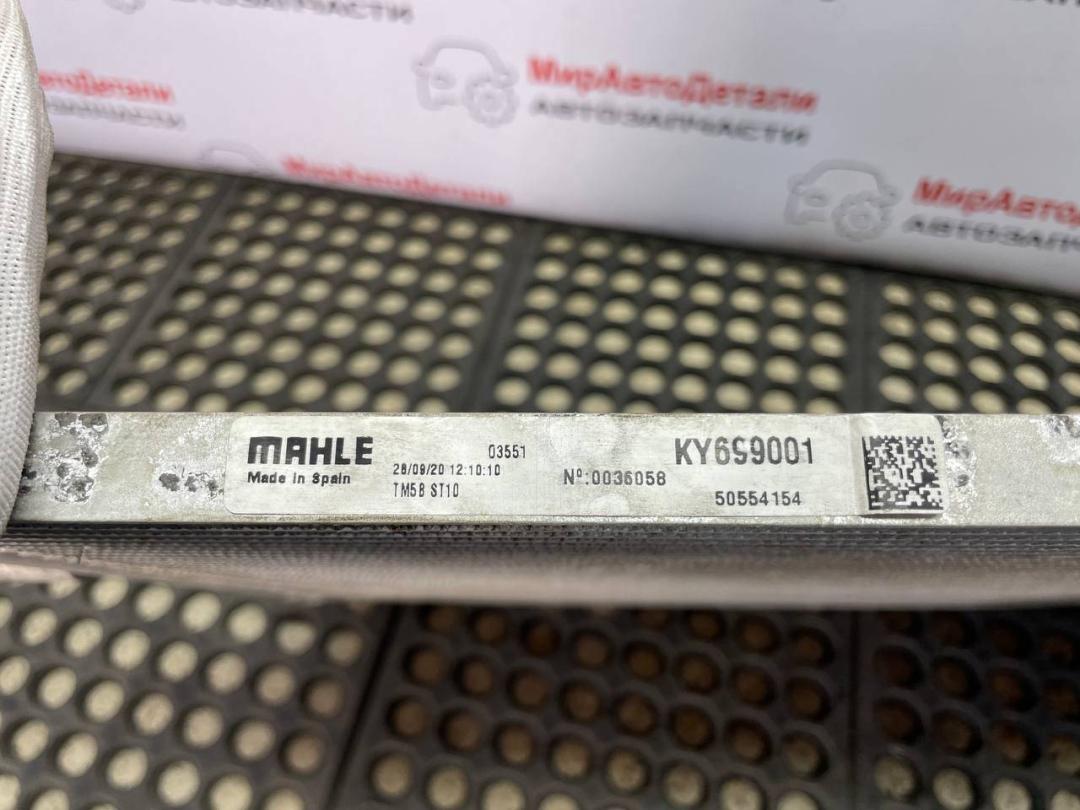 АВТОЗАПЧАСТИ
МирАвтоДетали
АВТОЗАПЧАСТИ
МирАвтоДетали
АВТОЗАПЧАСТИ
MAHLE
Made in Spain
03551
28/09/20 12:10:10
TM5B ST10
Nº:0036058
KY6S9001
50554154